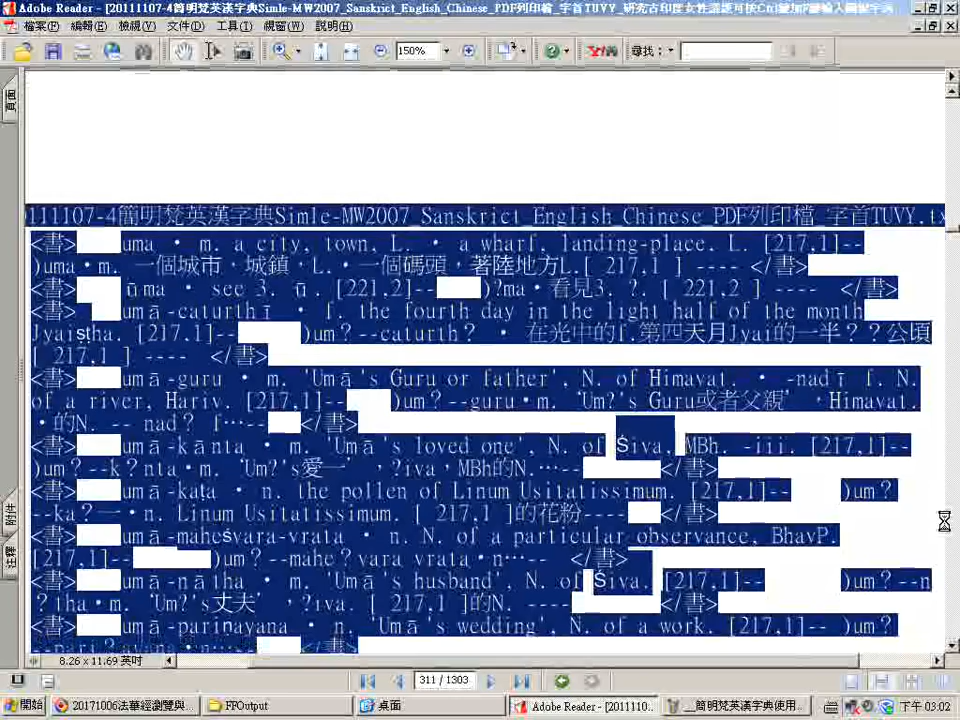 Adobe Reader - [20111107-4簡明梵英漢字典Simle-MW2007_Sanskrict_English_Chinese_PDF列印檔_字首TUVY_研究古印度女性
檔案(F) 編輯(E) 檢視(V) 文件(D) 工具(T) 視窗(W) 說明(H)
150% 尋找:
頁面
111107-4簡明梵英漢字典Simle-MW2007_Sanskrict_English_Chinese_PDF列印檔_字首TUVY.tx
<書> uma ‧ m. a city, town, L. ‧ a wharf, landing-place. L. [217,1]--
)uma‧m. 一個城市，城鎮，L.‧一個碼頭，著陸地方L.[ 217,1 ] ---- </書>
<書> ūma ‧ see 3. ū. [221,2]-- )?ma‧看見3. ?. [ 221,2 ] ---- </書>
<書> umā-caturthī ‧ f. the fourth day in the light half of the month
Jyaiṣtha. [217,1]-- )um？--caturth？ ‧ 在光中的f.第四天月Jyai的一半？？公頃
[ 217,1 ] ---- </書>
<書> umā-guru ‧ m. 'Umā's Guru or father', N. of Himavat. ‧ -nadī f. N.
of a river, Hariv. [217,1]-- )um？--guru‧m. 'Um?'s Guru或者父親'，Himavat.
‧的N. -- nad？ f…-- </書>
<書> umā-kānta ‧ m. 'Umā's loved one', N. of Śiva, MBh. -iii. [217,1]--
)um？--k？nta‧m. 'Um?'s愛一 '，?iva，MBh的N.…-- </書>
<書> umā-kaṭa ‧ n. the pollen of Linum Usitatissimum. [217,1]-- )um？
--ka？一‧n. Linum Usitatissimum. [ 217,1 ]的花粉---- </書>
<書> umā-maheśvara-vrata ‧ n. N. of a particular observance, BhavP.
[217,1]-- )um？--mahe？vara vrata‧n… </書>
<書> umā-nātha ‧ m. 'Umā's husband', N. of Śiva. [217,1]-- )um？--n
？tha‧m. 'Um?'s丈夫'，?iva. [ 217,1 ]的N. ---- </書>
<書> umā-pariṇayana ‧ n. 'Umā's wedding', N. of a work. [217,1]-- )um？
附件
註釋
8.26 x 11.69 英吋
311 / 1303
開始 20171006法華經瀏覽與... FFOutput 桌面 Adobe Reader - [2011110... __簡明梵英字典使用... 下午 03:02